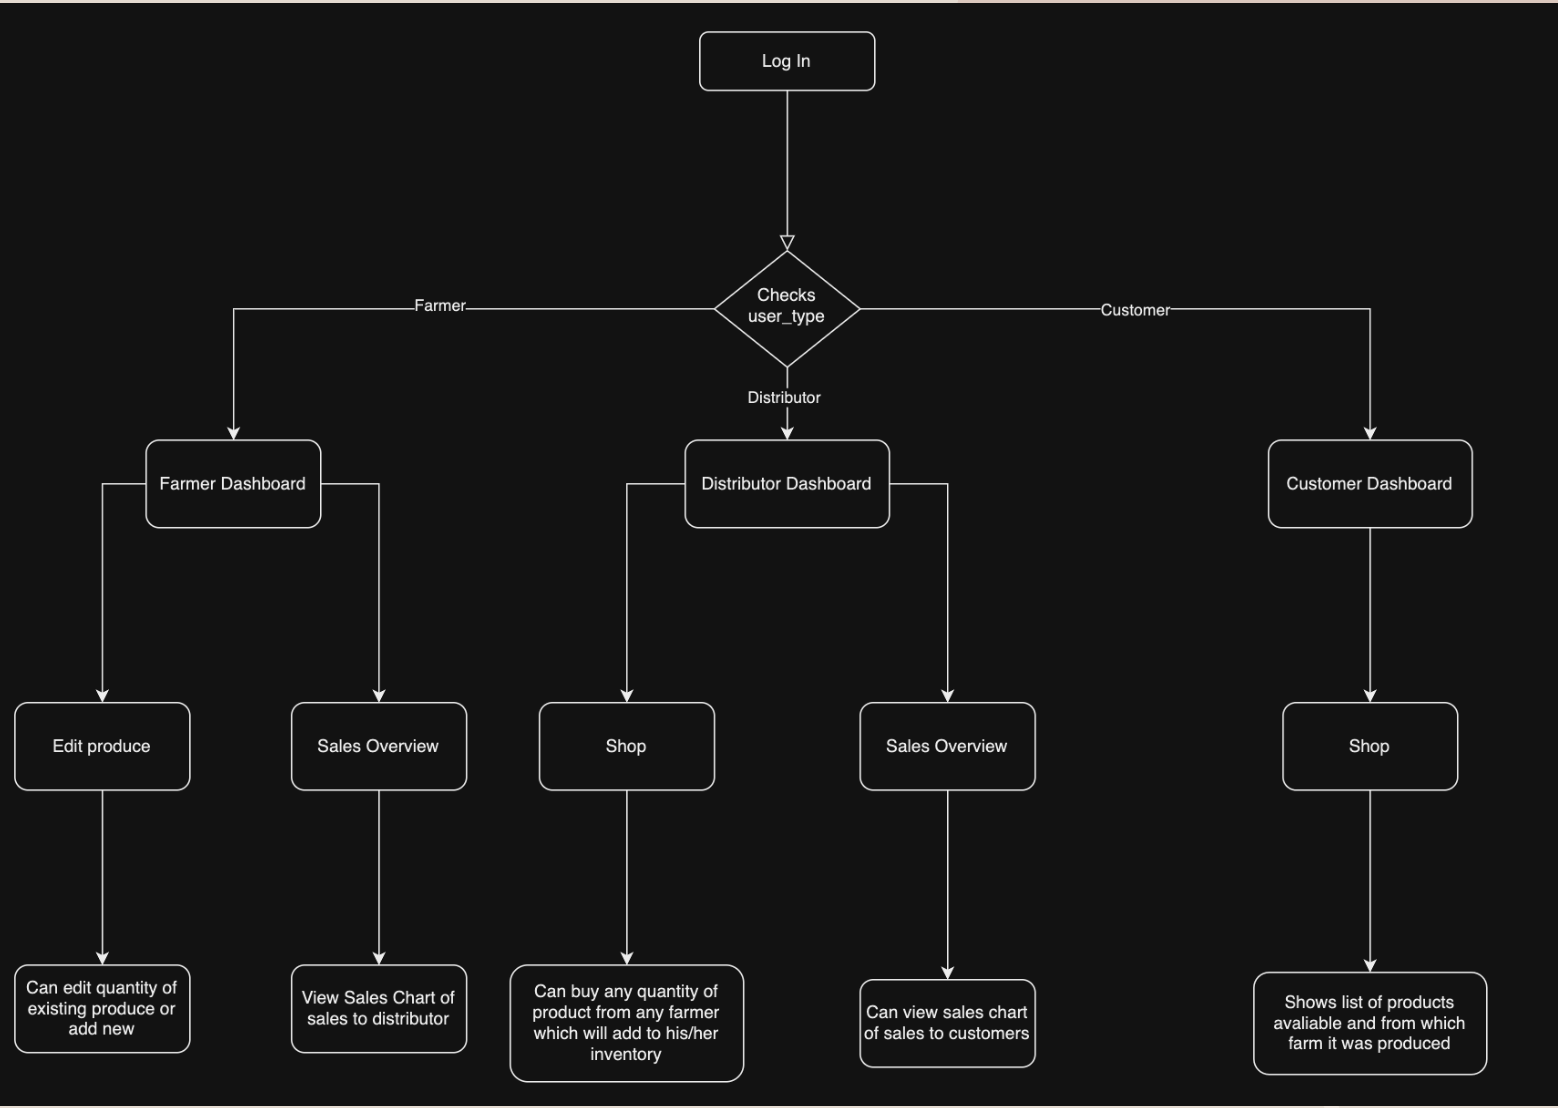 Log In
Checks
user_type
Farmer
Customer
Distributor
Farmer Dashboard
Distributor Dashboard
Customer Dashboard
Edit produce
Sales Overview
Shop
Sales Overview
Shop
Can edit quantity of
existing produce or
add new
View Sales Chart of
sales to distributor
Can buy any quantity of
product from any farmer
which will add to his/her
inventory
Can view sales chart
of sales to customers
Shows list of products
avaliable and from which
farm it was produced